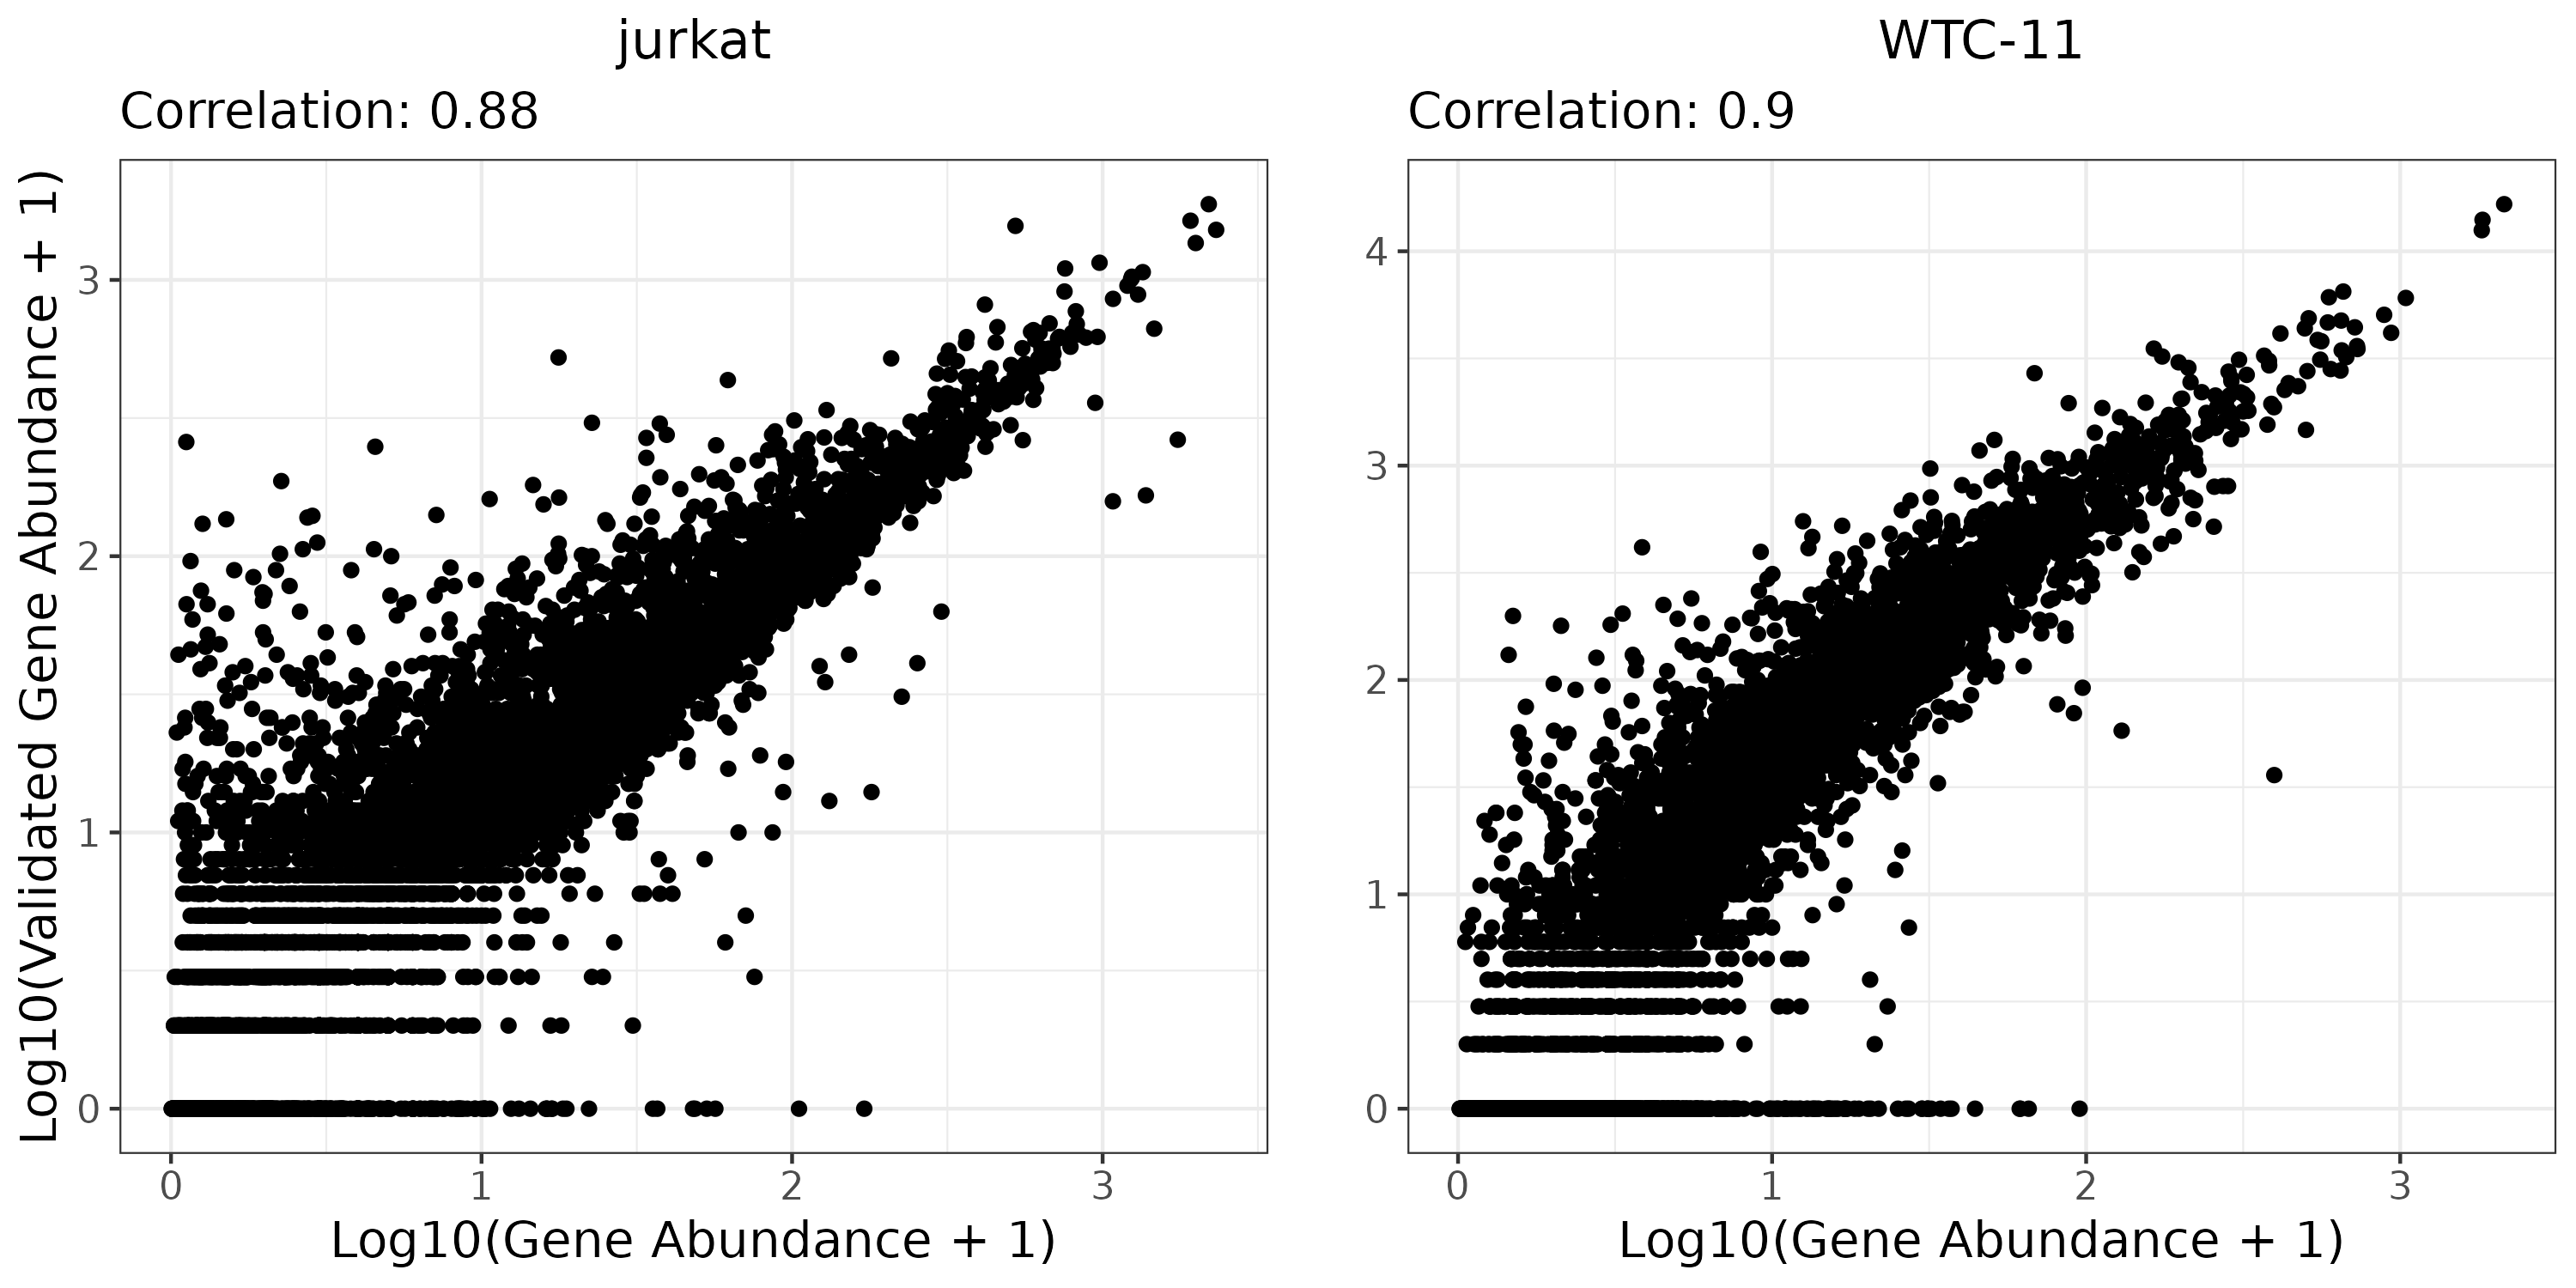 jurkat
Correlation: 0.88
Log10(Validated Gene Abundance + 1)
3
2
1
0
0 1 2 3
Log10(Gene Abundance + 1)
WTC-11
Correlation: 0.9
4
3
2
1
0
0 1 2 3
Log10(Gene Abundance + 1)